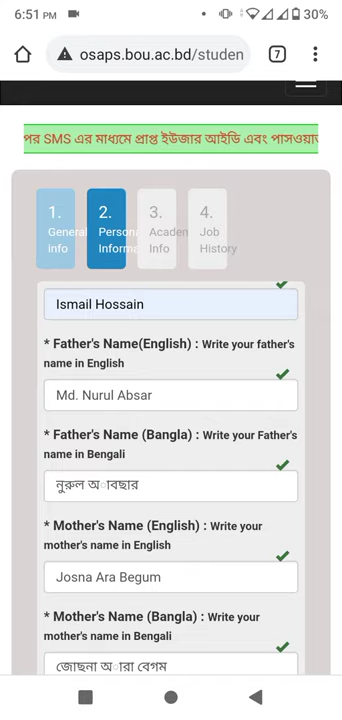 6:51 PM
30%
osaps.bou.ac.bd/studen
7
পর SMS এর মাধ্যমে প্রাপ্ত ইউজার আইডি এবং পাসওয়া
1.
General
info
2.
Persona
Informa
3.
Academ
Info
4.
Job
History
Ismail Hossain
* Father's Name(English) : Write your father's
name in English
Md. Nurul Absar
* Father's Name (Bangla) : Write your Father's
name in Bengali
নুরুল অাবছার
* Mother's Name (English) : Write your
mother's name in English
Josna Ara Begum
* Mother's Name (Bangla) : Write your
mother's name in Bengali
জোছনা অারা বেগম